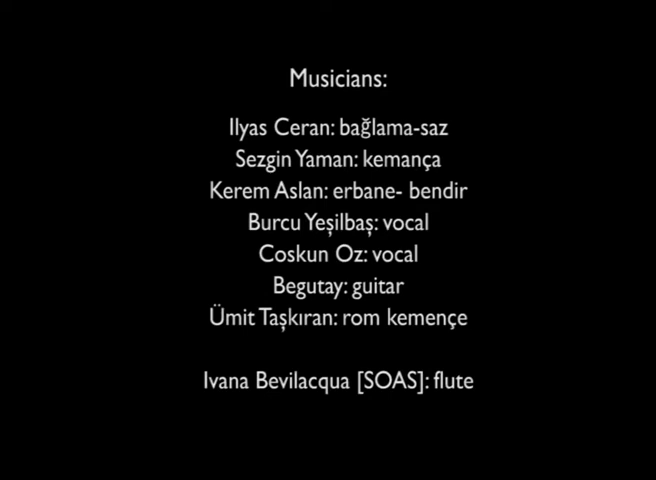 Musicians:
Ilyas Ceran: bağlama-saz
Sezgin Yaman: kemança
Kerem Aslan: erbane- bendir
Burcu Yeşilbaş: vocal
Coskun Oz: vocal
Begutay: guitar
Ümit Taşkıran: rom kemençe
Ivana Bevilacqua [SOAS]: flute